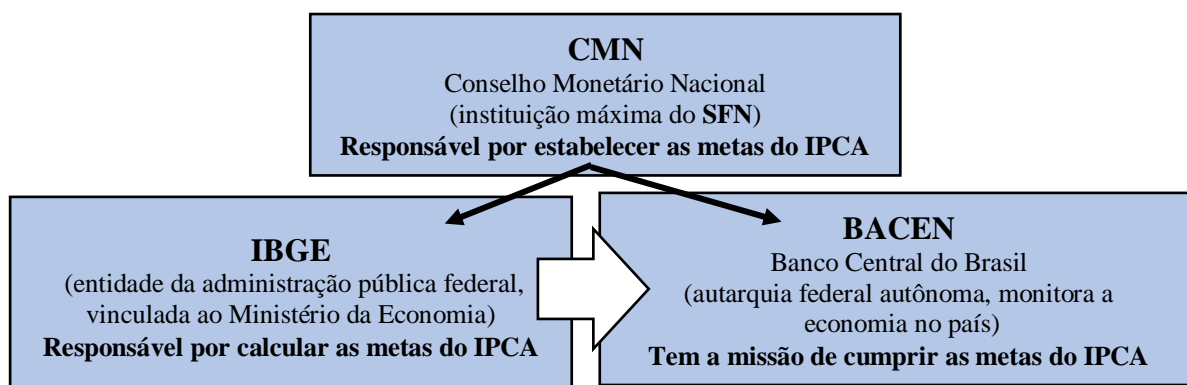 CMN
Conselho Monetário Nacional
(instituição máxima do SFN)
Responsável por estabelecer as metas do IPCA
IBGE
(entidade da administração pública federal,
vinculada ao Ministério da Economia)
Responsável por calcular as metas do IPCA
BACEN
Banco Central do Brasil
(autarquia federal autônoma, monitora a
economia no país)
Tem a missão de cumprir as metas do IPCA